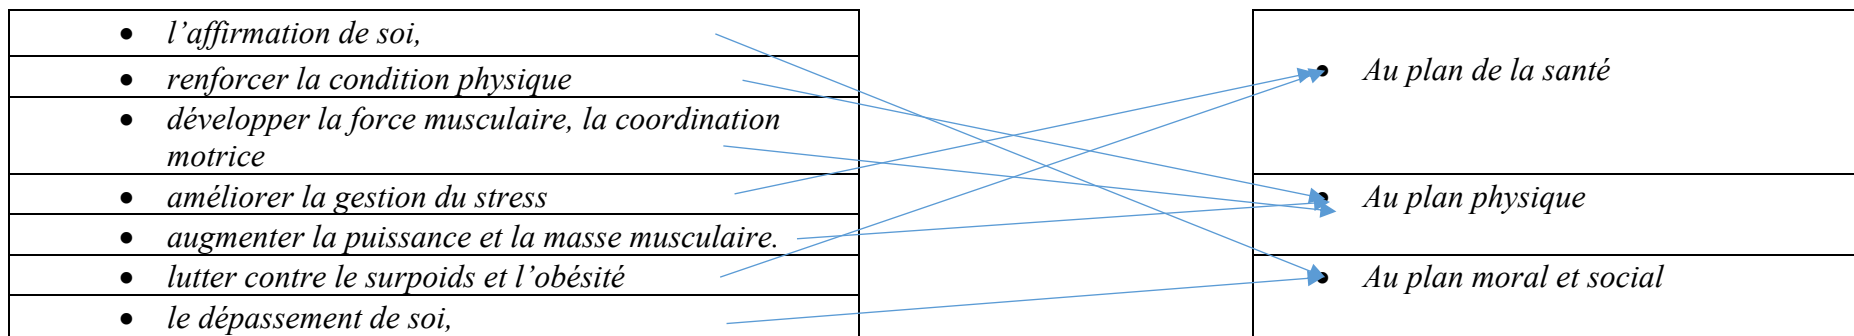 • l’affirmation de soi,
• renforcer la condition physique
• développer la force musculaire, la coordination
motrice
• améliorer la gestion du stress
• augmenter la puissance et la masse musculaire.
• lutter contre le surpoids et l’obésité
• le dépassement de soi,
• Au plan de la santé
• Au plan physique
• Au plan moral et social